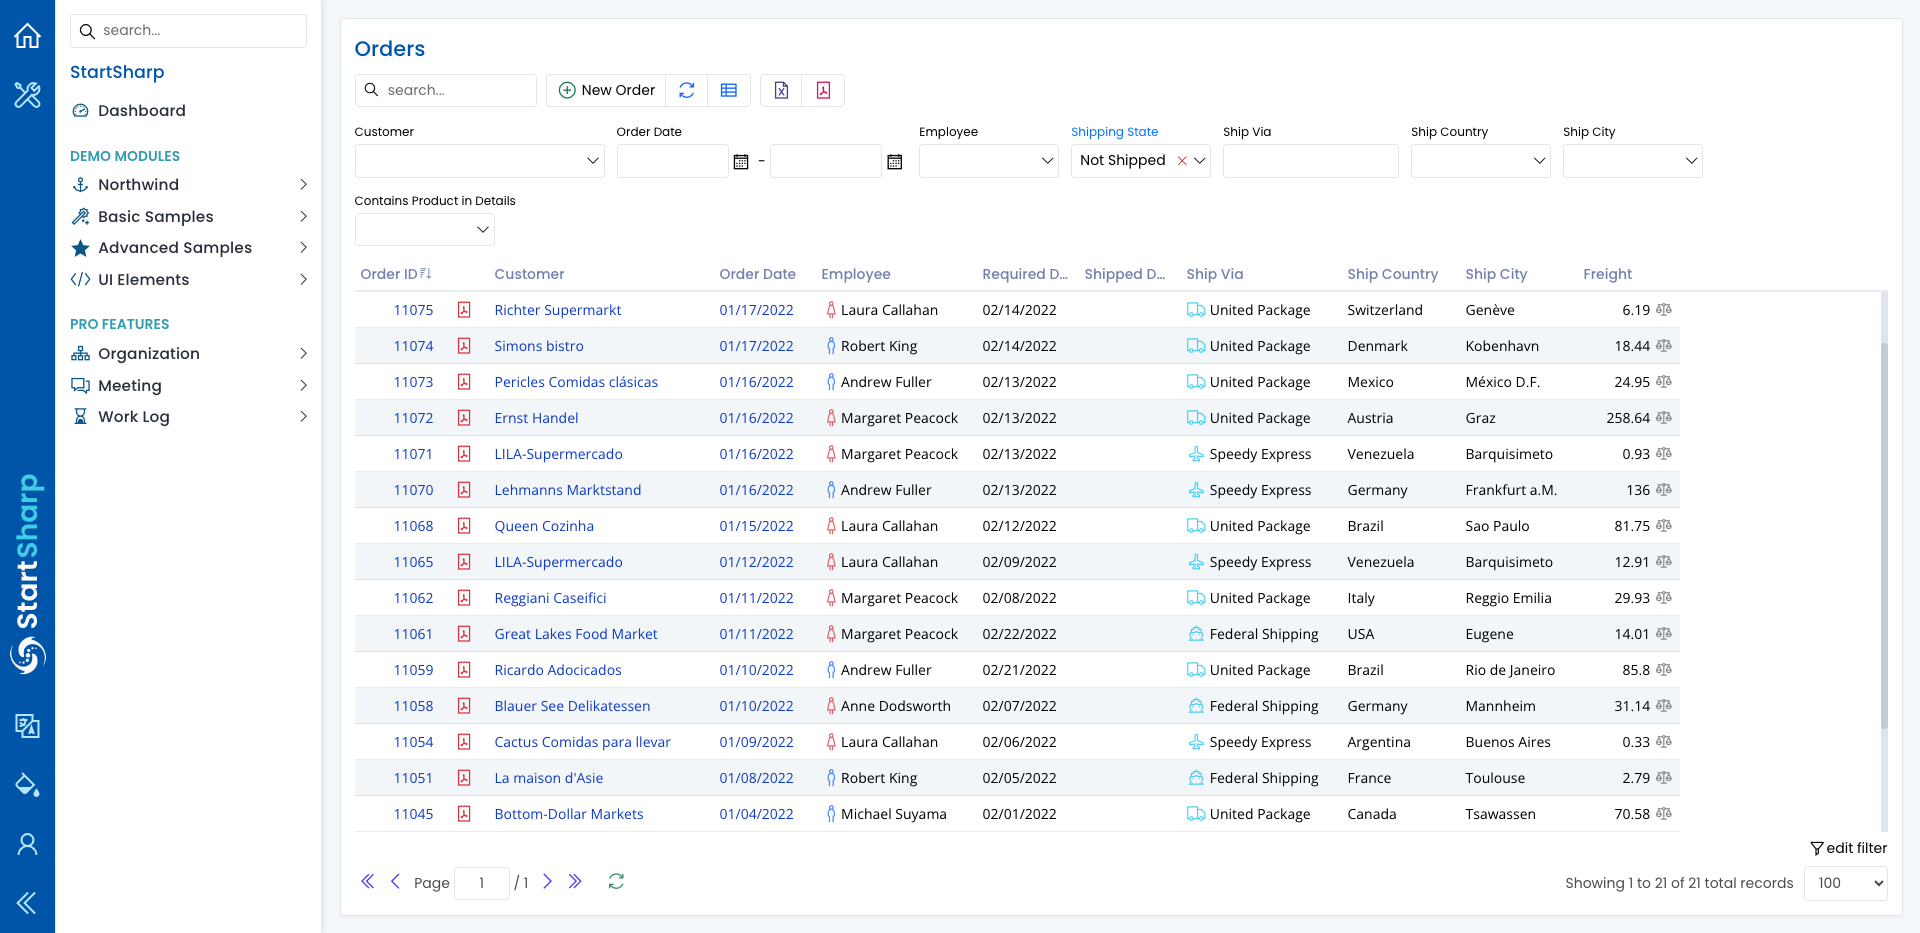 search...
StartSharp
Dashboard
DEMO MODULES
Northwind
Basic Samples
Advanced Samples
UI Elements
PRO FEATURES
Organization
Meeting
Work Log
StartSharp
Orders
search...
New Order
Customer Order Date Employee Shipping State Ship Via Ship Country Ship City
- Not Shipped
Contains Product in Details
Order ID Customer Order Date Employee Required D... Shipped D... Ship Via Ship Country Ship City Freight
11075 Richter Supermarkt 01/17/2022 Laura Callahan 02/14/2022 United Package Switzerland Genève 6.19
11074 Simons bistro 01/17/2022 Robert King 02/14/2022 United Package Denmark Kobenhavn 18.44
11073 Pericles Comidas clásicas 01/16/2022 Andrew Fuller 02/13/2022 United Package Mexico México D.F. 24.95
11072 Ernst Handel 01/16/2022 Margaret Peacock 02/13/2022 United Package Austria Graz 258.64
11071 LILA-Supermercado 01/16/2022 Margaret Peacock 02/13/2022 Speedy Express Venezuela Barquisimeto 0.93
11070 Lehmanns Marktstand 01/16/2022 Andrew Fuller 02/13/2022 Speedy Express Germany Frankfurt a.M. 136
11068 Queen Cozinha 01/15/2022 Laura Callahan 02/12/2022 United Package Brazil Sao Paulo 81.75
11065 LILA-Supermercado 01/12/2022 Laura Callahan 02/09/2022 Speedy Express Venezuela Barquisimeto 12.91
11062 Reggiani Caseifici 01/11/2022 Margaret Peacock 02/08/2022 United Package Italy Reggio Emilia 29.93
11061 Great Lakes Food Market 01/11/2022 Margaret Peacock 02/22/2022 Federal Shipping USA Eugene 14.01
11059 Ricardo Adocicados 01/10/2022 Andrew Fuller 02/21/2022 United Package Brazil Rio de Janeiro 85.8
11058 Blauer See Delikatessen 01/10/2022 Anne Dodsworth 02/07/2022 Federal Shipping Germany Mannheim 31.14
11054 Cactus Comidas para llevar 01/09/2022 Laura Callahan 02/06/2022 Speedy Express Argentina Buenos Aires 0.33
11051 La maison d'Asie 01/08/2022 Robert King 02/05/2022 Federal Shipping France Toulouse 2.79
11045 Bottom-Dollar Markets 01/04/2022 Michael Suyama 02/01/2022 United Package Canada Tsawassen 70.58
edit filter
Page 1 / 1 Showing 1 to 21 of 21 total records 100